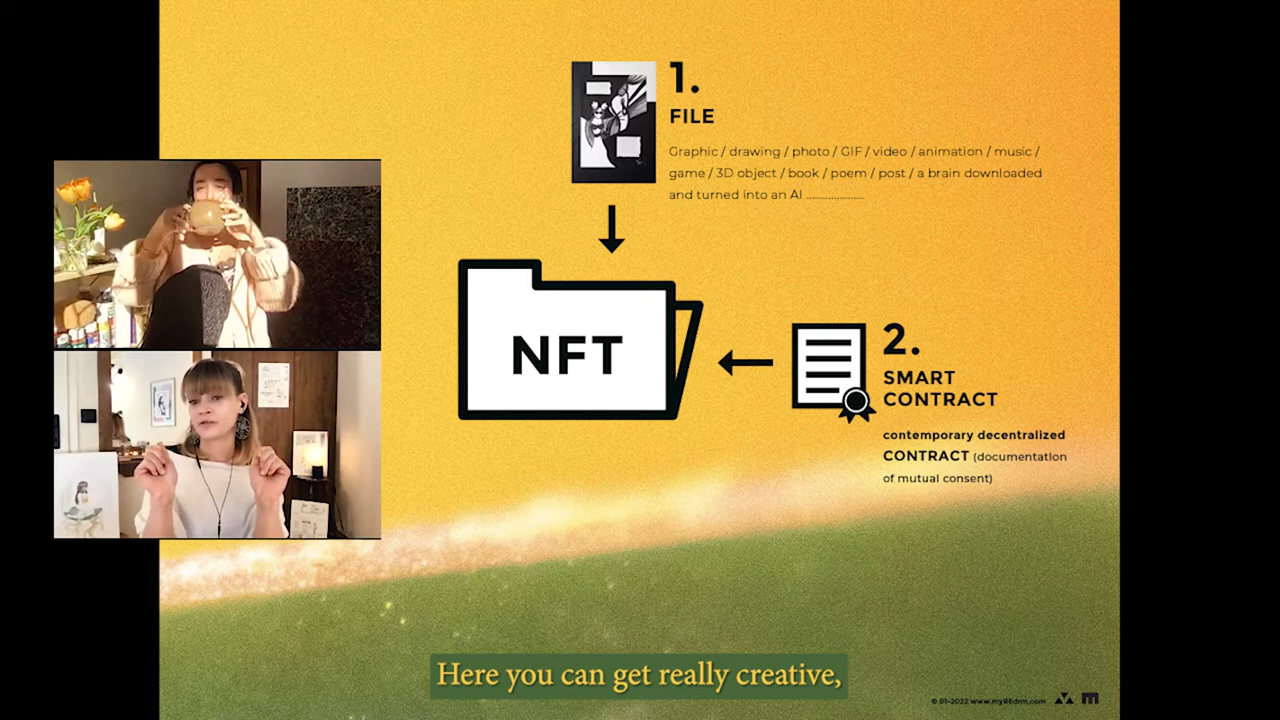 1.
FILE
Graphic / drawing / photo / GIF / video / animation / music /
game / 3D object / book / poem / post / a brain downloaded
and turned into an AI .....................
NFT
2.
SMART
CONTRACT
contemporary decentralized
CONTRACT (documentation
of mutual consent)
Here you can get really creative,
© 01-2022 www.myREdrm.com